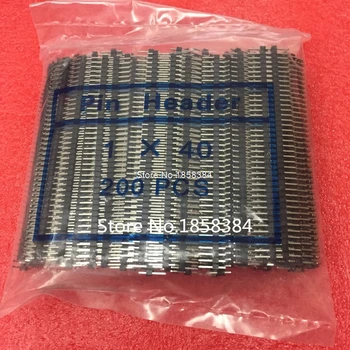 Pin Header
1 X 40
Store No:1858384
200 PCS
Store No:1858384